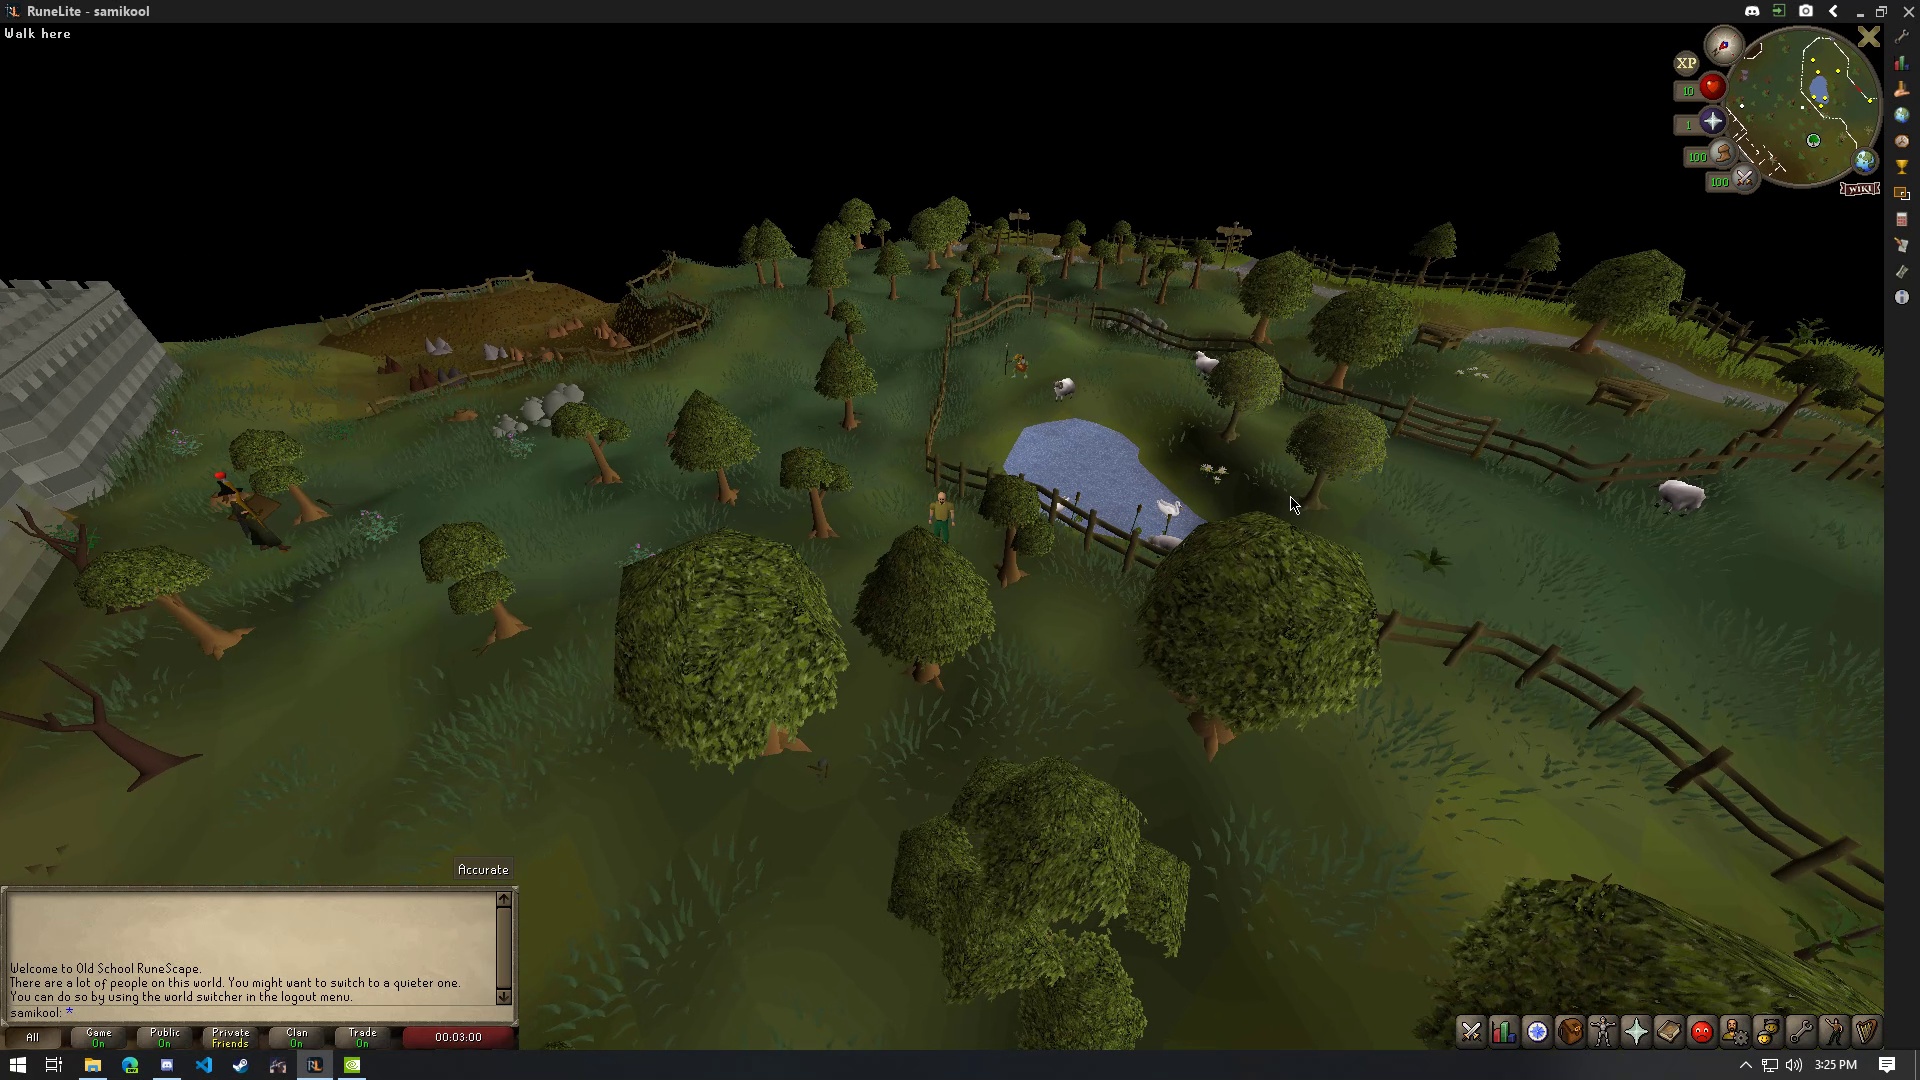 RuneLite - samikool
Walk here
XP
10
1
100
100
WIKI
Accurate
Welcome to Old School RuneScape.
There are a lot of people on this world. You might want to switch to a quieter one.
You can do so by using the world switcher in the logout menu.
samikool: *
All
Game
On
Public
On
Private
Friends
Clan
On
Trade
On
00:03:00
3:25 PM